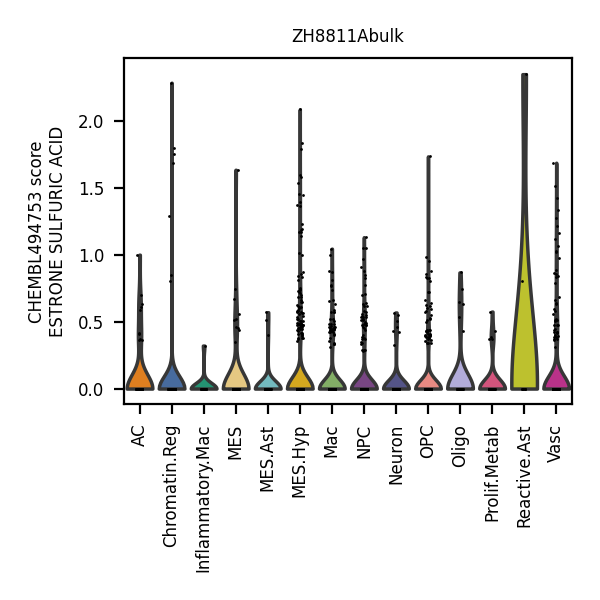 ZH8811Abulk
CHEMBL494753 score
ESTRONE SULFURIC ACID
2.0
1.5
1.0
0.5
0.0
AC
Chromatin.Reg
Inflammatory.Mac
MES
MES.Ast
MES.Hyp
Mac
NPC
Neuron
OPC
Oligo
Prolif.Metab
Reactive.Ast
Vasc